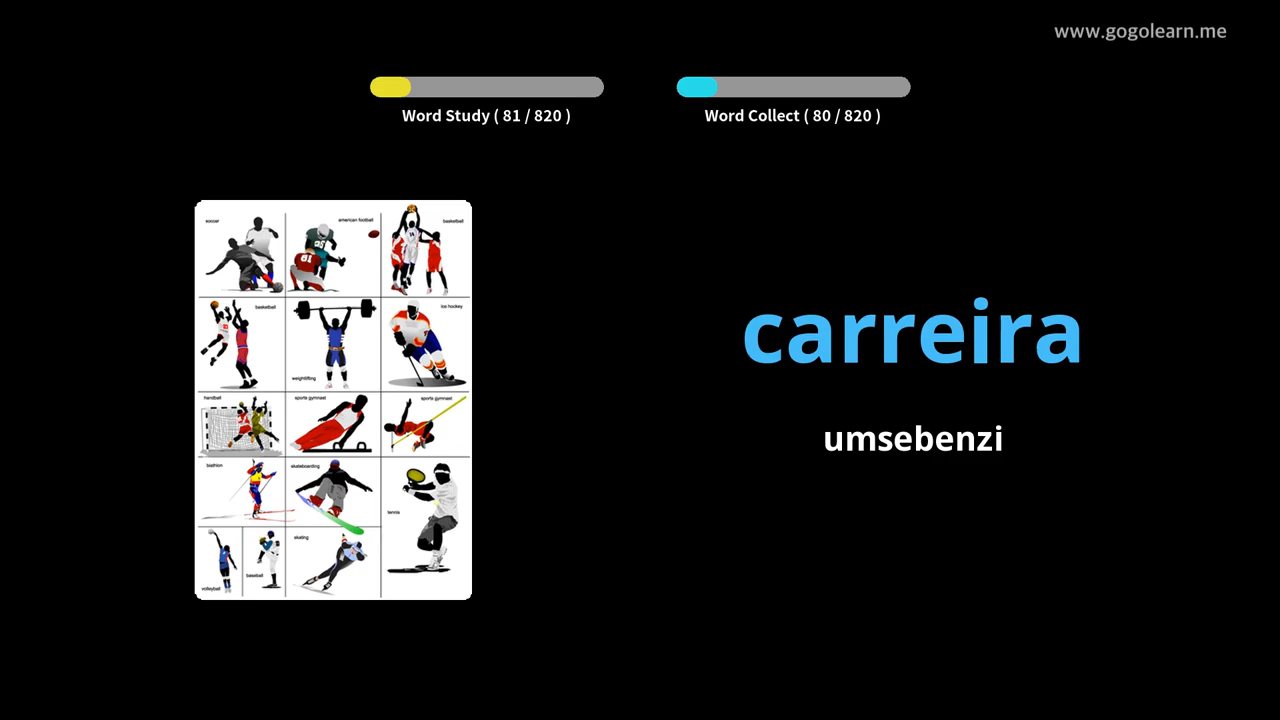 www.gogolearn.me
Word Study ( 81 / 820 )
Word Collect ( 80 / 820 )
soccer
american football
basketball
basketball
weightlifting
ice hockey
handball
sports gymnast
sports gymnast
biathlon
skateboarding
tennis
volleyball
baseball
skating
81
carreira
umsebenzi